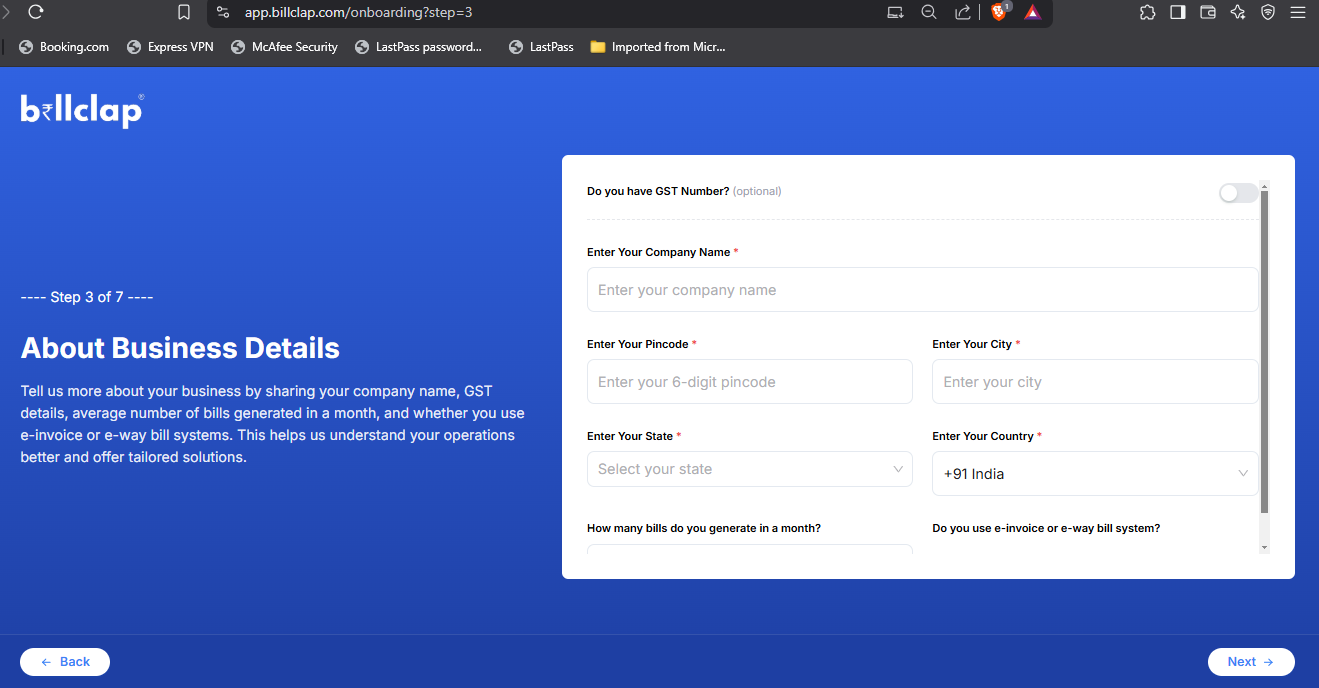 app.billclap.com/onboarding?step=3
1
Booking.com Express VPN McAfee Security LastPass password... LastPass Imported from Micr...
b₹llclap®
Do you have GST Number? (optional)
Enter Your Company Name *
Enter your company name
---- Step 3 of 7 ----
About Business Details
Tell us more about your business by sharing your company name, GST
details, average number of bills generated in a month, and whether you use
e-invoice or e-way bill systems. This helps us understand your operations
better and offer tailored solutions.
Enter Your Pincode * Enter Your City *
Enter your 6-digit pincode Enter your city
Enter Your State * Enter Your Country *
Select your state +91 India
How many bills do you generate in a month? Do you use e-invoice or e-way bill system?
← Back Next →